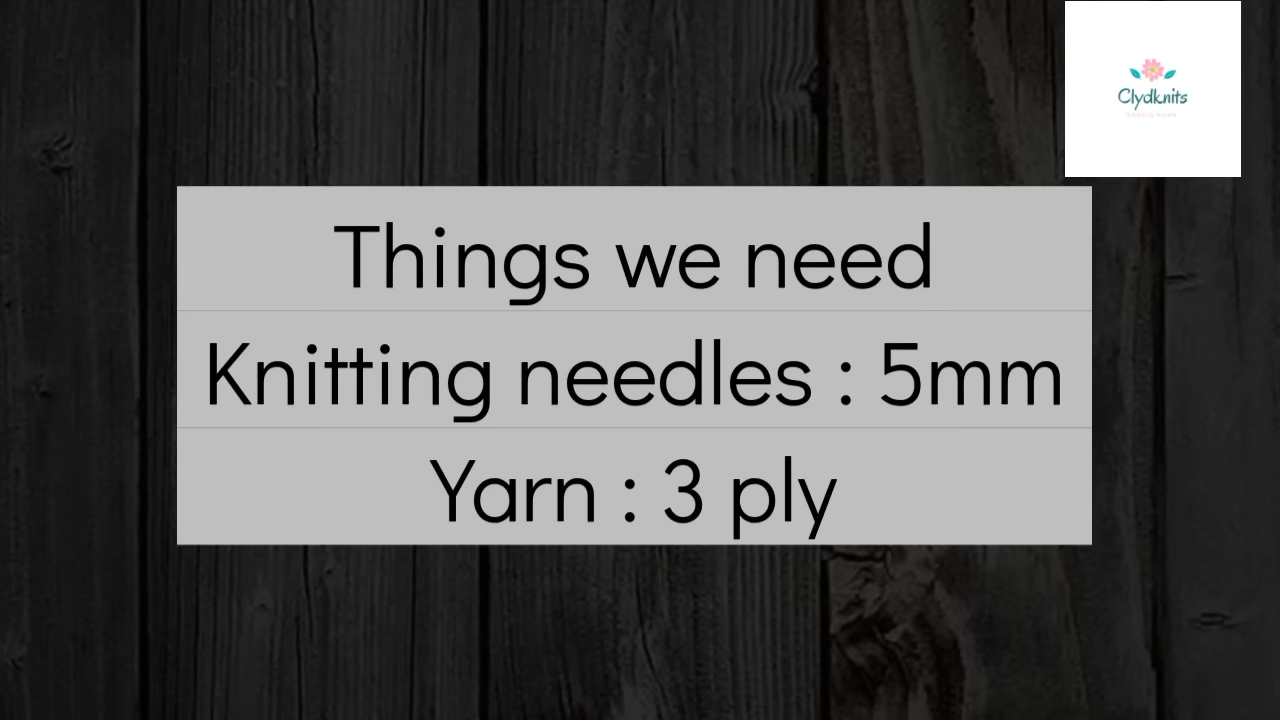 Clydknits
Things we need
Knitting needles : 5mm
Yarn : 3 ply